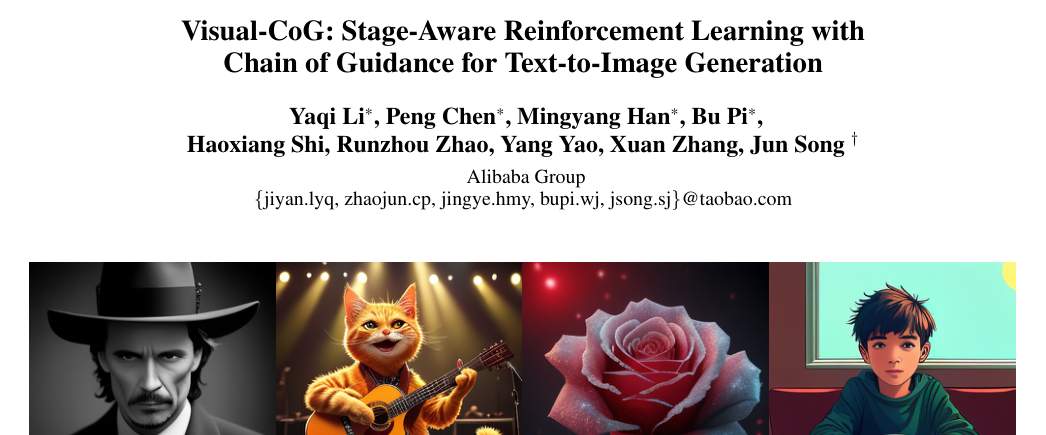 Visual-CoG: Stage-Aware Reinforcement Learning with
Chain of Guidance for Text-to-Image Generation
Yaqi Li*, Peng Chen*, Mingyang Han*, Bu Pi*,
Haoxiang Shi, Runzhou Zhao, Yang Yao, Xuan Zhang, Jun Song †
Alibaba Group
{jiyan.lyq, zhaojun.cp, jingye.hmy, bupi.wj, jsong.sj}@taobao.com